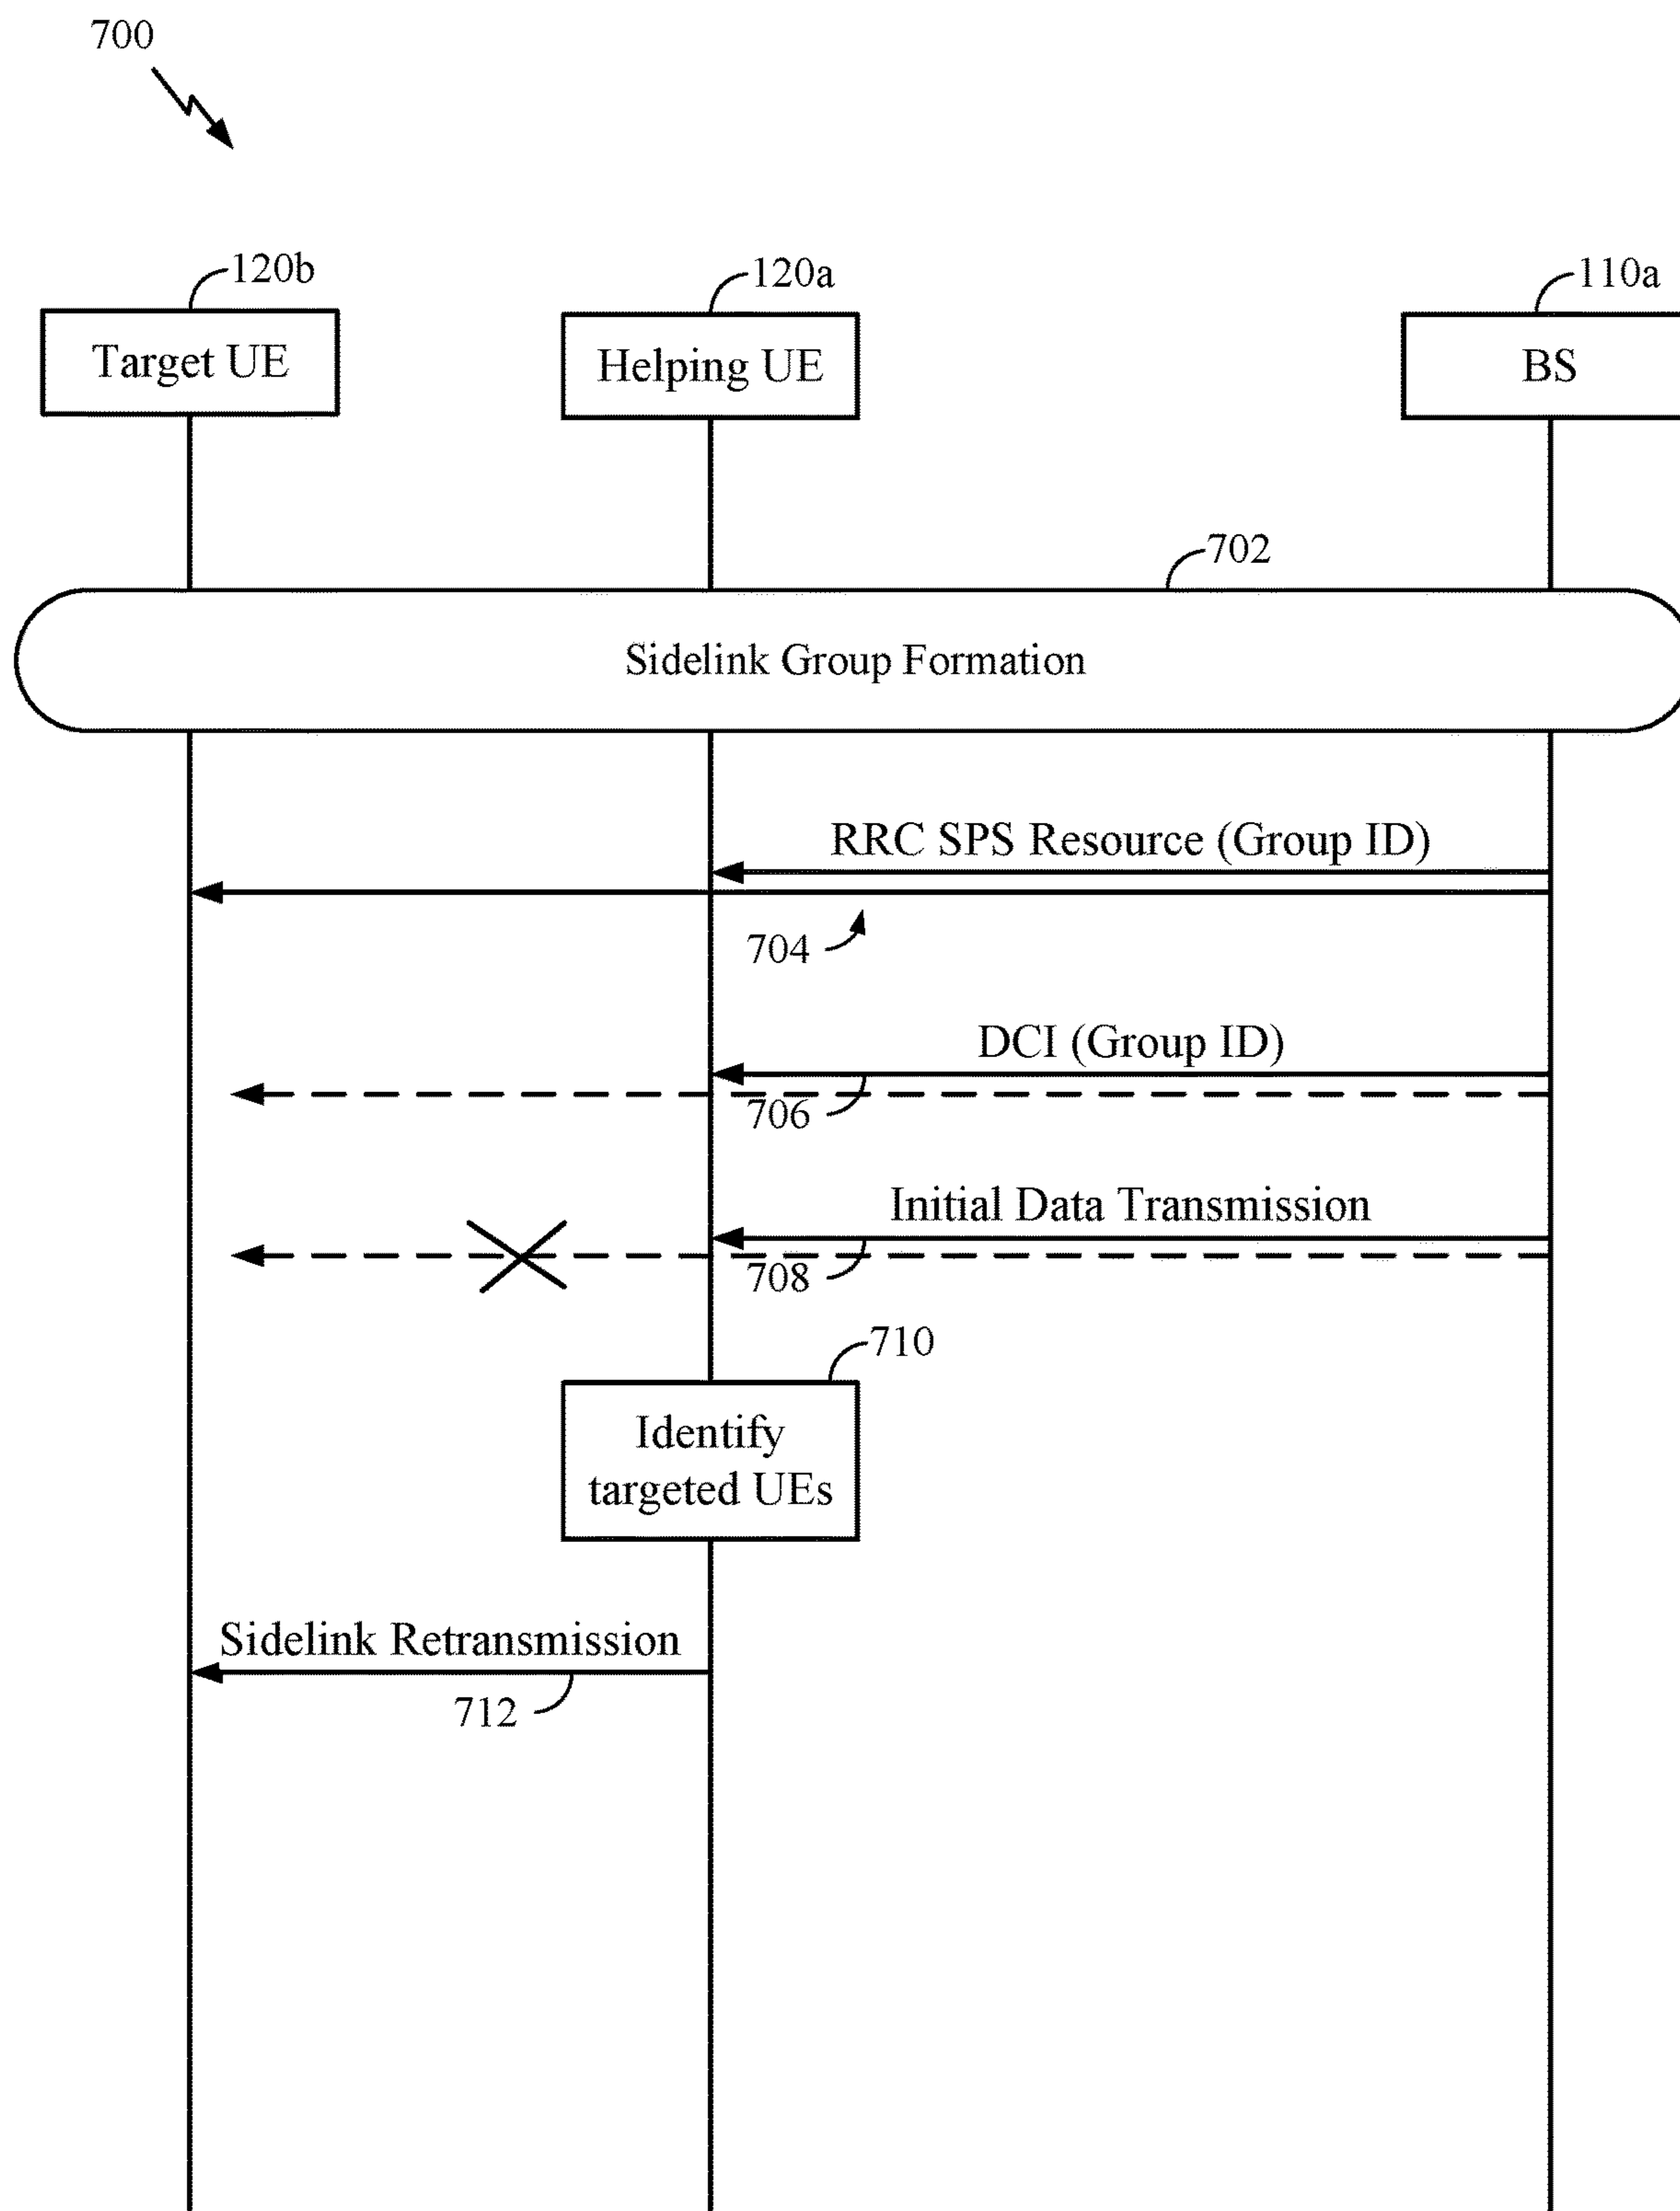 700
120b
120a
110a
Target UE
Helping UE
BS
702
Sidelink Group Formation
RRC SPS Resource (Group ID)
704
DCI (Group ID)
706
Initial Data Transmission
708
710
Identify
targeted UEs
Sidelink Retransmission
712